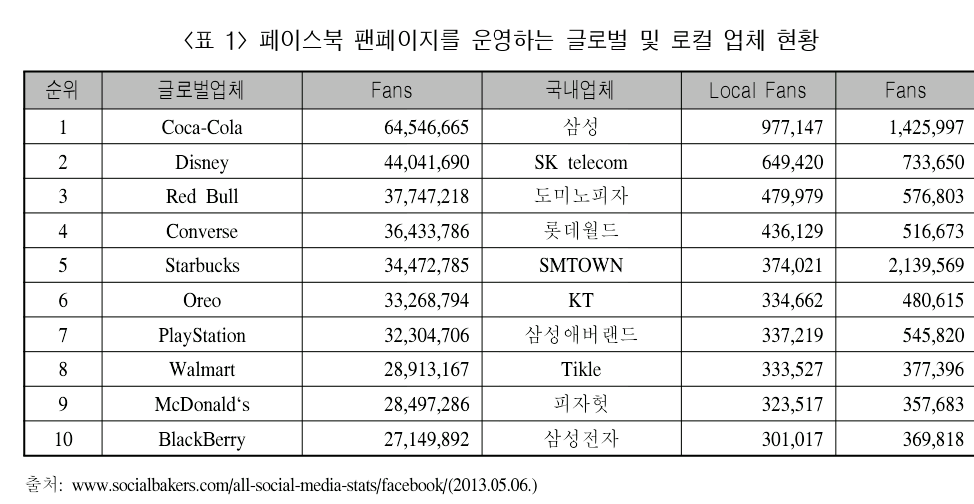 <표 1> 페이스북 팬페이지를 운영하는 글로벌 및 로컬 업체 현황
순위 글로벌업체 Fans 국내업체 Local Fans Fans
1 Coca-Cola 64,546,665 삼성 977,147 1,425,997
2 Disney 44,041,690 SK telecom 649,420 733,650
3 Red Bull 37,747,218 도미노피자 479,979 576,803
4 Converse 36,433,786 롯데월드 436,129 516,673
5 Starbucks 34,472,785 SMTOWN 374,021 2,139,569
6 Oreo 33,268,794 KT 334,662 480,615
7 PlayStation 32,304,706 삼성애버랜드 337,219 545,820
8 Walmart 28,913,167 Tikle 333,527 377,396
9 McDonald‘s 28,497,286 피자헛 323,517 357,683
10 BlackBerry 27,149,892 삼성전자 301,017 369,818
출처: www.socialbakers.com/all-social-media-stats/facebook/(2013.05.06.)